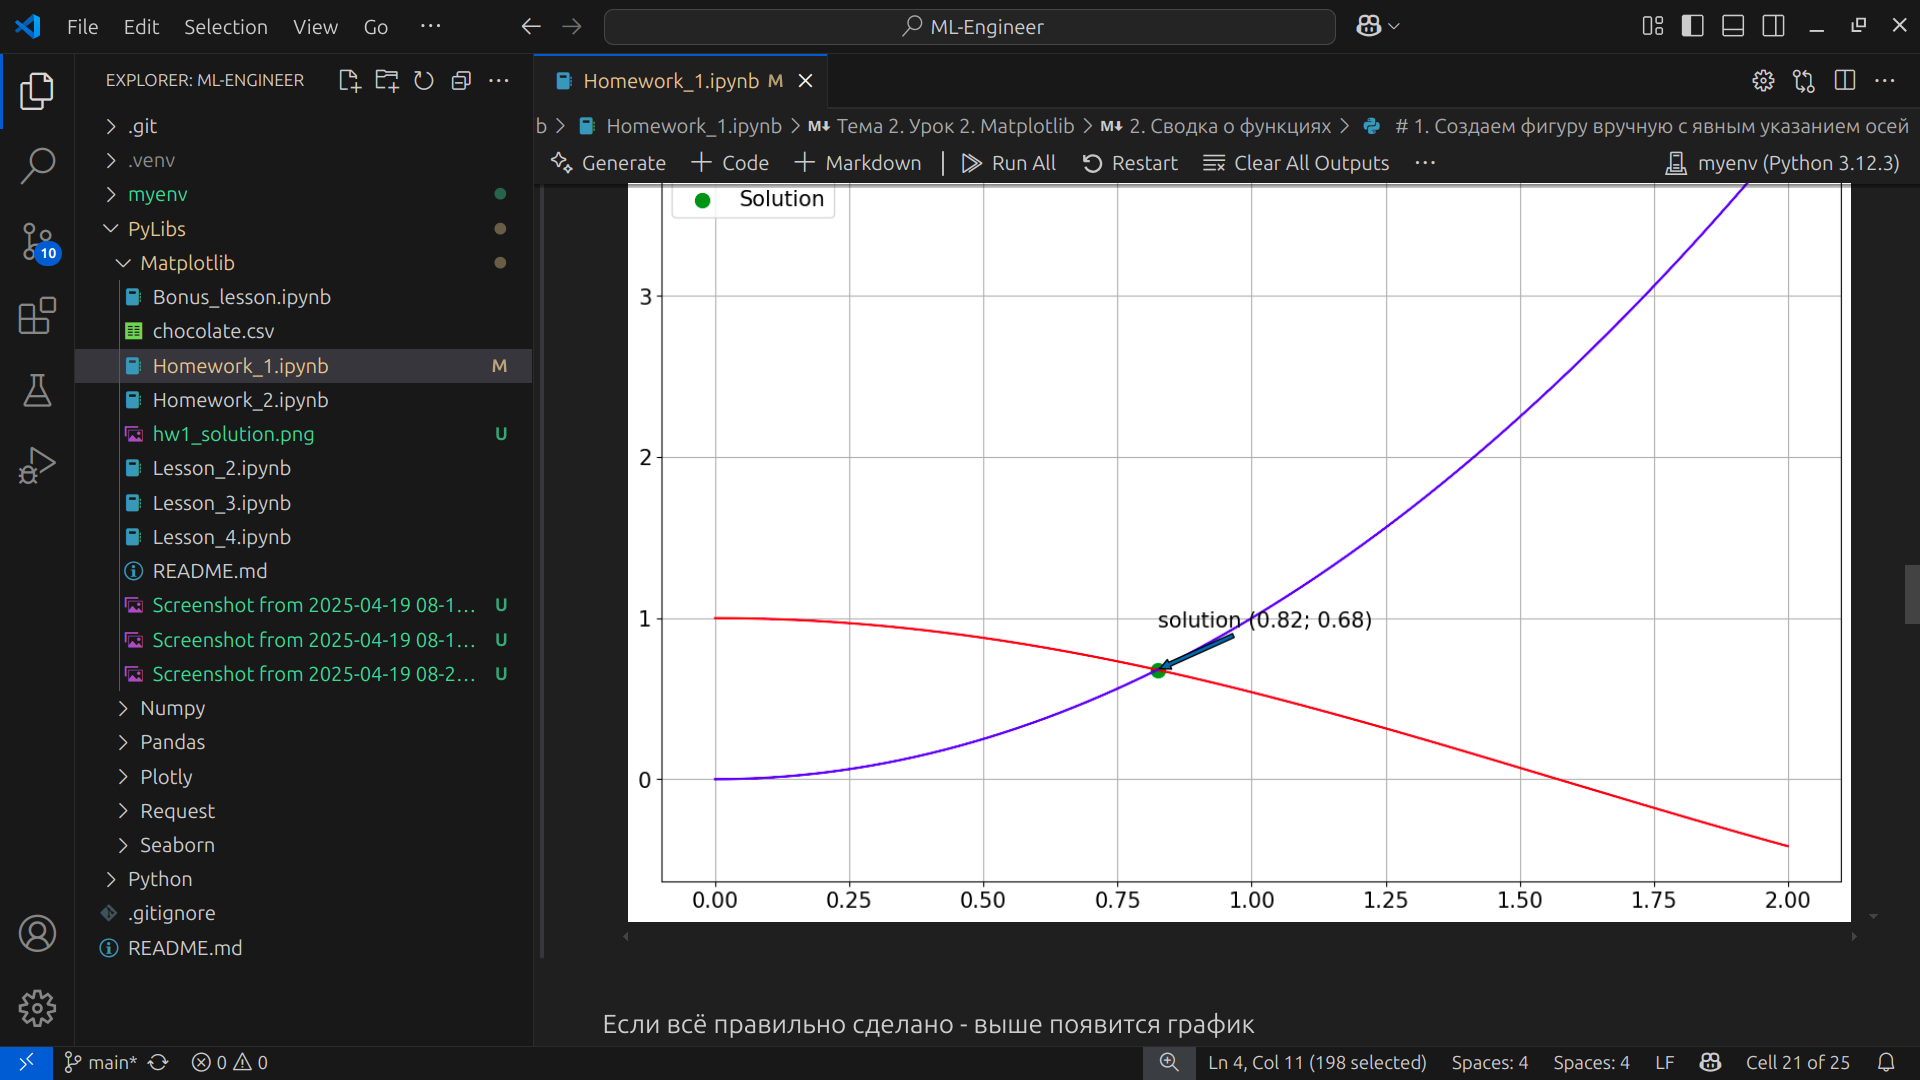 File Edit Selection View Go ···
ML-Engineer
EXPLORER: ML-ENGINEER
.git
.venv
myenv
PyLibs
Matplotlib
Bonus_lesson.ipynb
chocolate.csv
Homework_1.ipynb M
Homework_2.ipynb
hw1_solution.png U
Lesson_2.ipynb
Lesson_3.ipynb
Lesson_4.ipynb
README.md
Screenshot from 2025-04-19 08-1... U
Screenshot from 2025-04-19 08-1... U
Screenshot from 2025-04-19 08-2... U
Numpy
Pandas
Plotly
Request
Seaborn
Python
.gitignore
README.md
10
Homework_1.ipynb M
b > Homework_1.ipynb > M↓ Тема 2. Урок 2. Matplotlib > M↓ 2. Сводка о функциях > # 1. Создаем фигуру вручную с явным указанием осей
Generate + Code + Markdown | Run All Restart Clear All Outputs ··· myenv (Python 3.12.3)
Solution
3
2
1
0
solution (0.82; 0.68)
0.00 0.25 0.50 0.75 1.00 1.25 1.50 1.75 2.00
Если всё правильно сделано - выше появится график
main* 0 0 Ln 4, Col 11 (198 selected) Spaces: 4 Spaces: 4 LF Cell 21 of 25